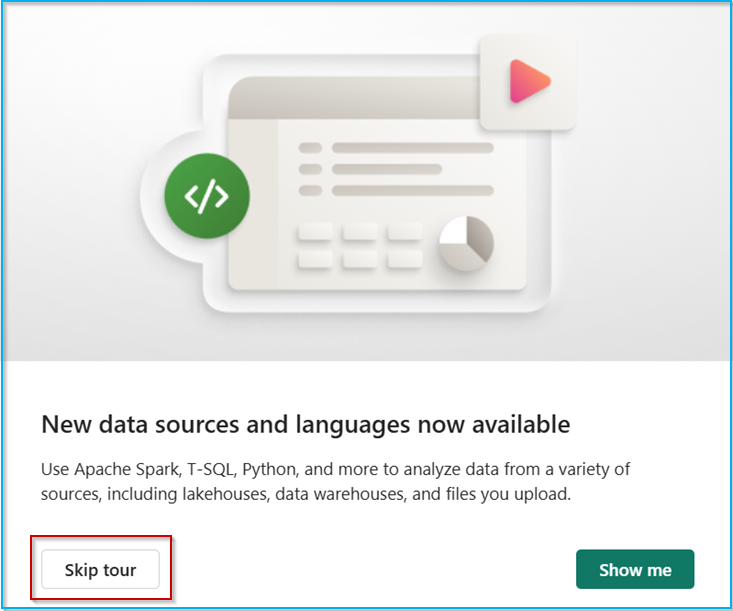 </>
New data sources and languages now available
Use Apache Spark, T-SQL, Python, and more to analyze data from a variety of
sources, including lakehouses, data warehouses, and files you upload.
Skip tour
Show me